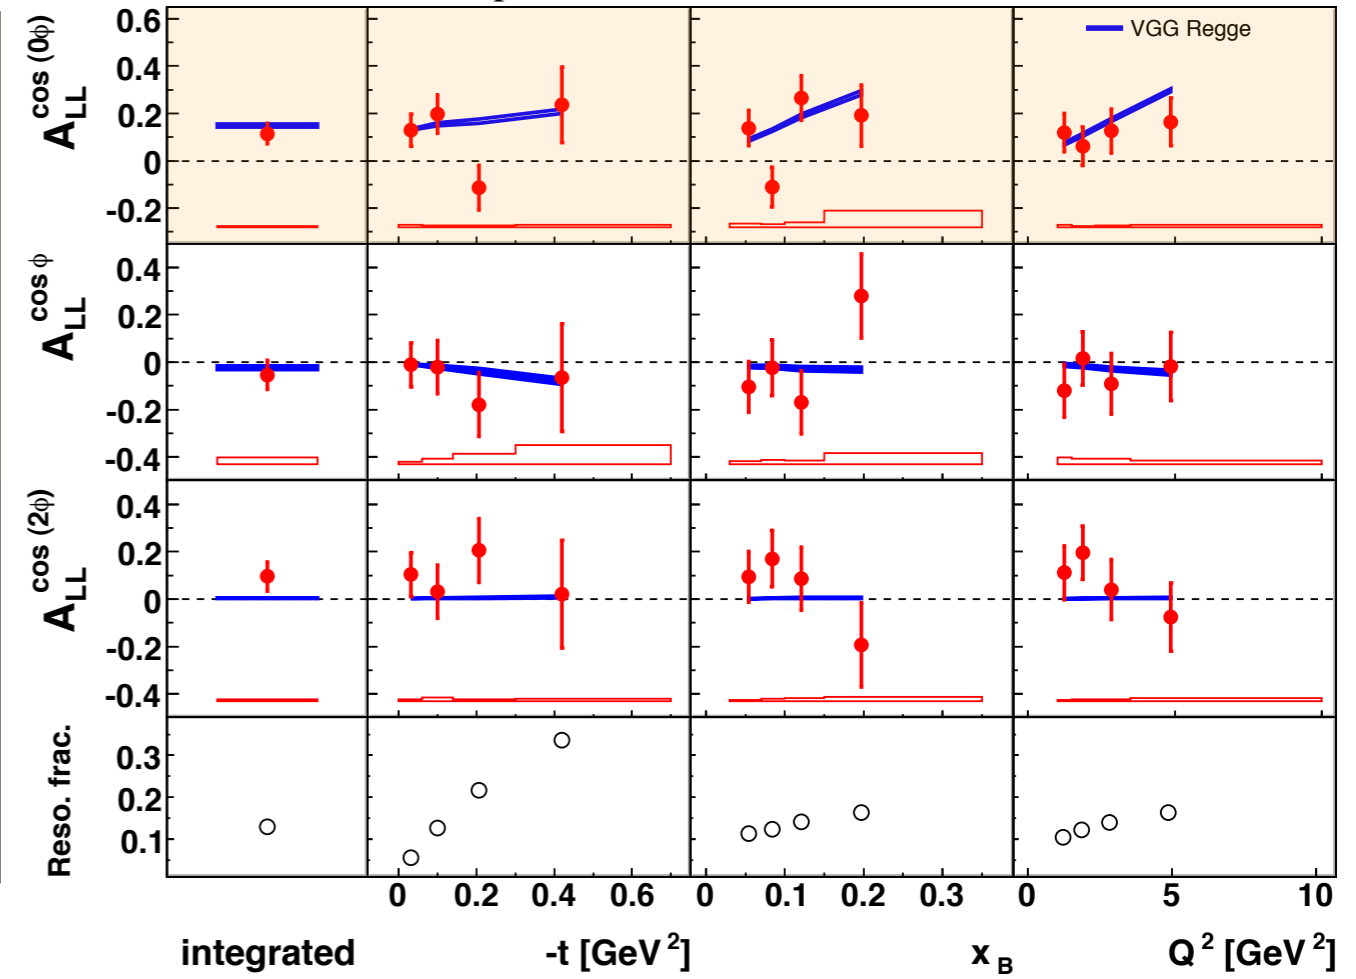 A_LL^cos (0φ)
0.6
0.4
0.2
0
-0.2
VGG Regge
A_LL^cos φ
0.4
0.2
0
-0.2
-0.4
A_LL^cos (2φ)
0.4
0.2
0
-0.2
-0.4
Reso. frac.
0.3
0.2
0.1
0 0.2 0.4 0.6 0 0.1 0.2 0.3 0 5 10
integrated -t [GeV²] x_B Q² [GeV²]